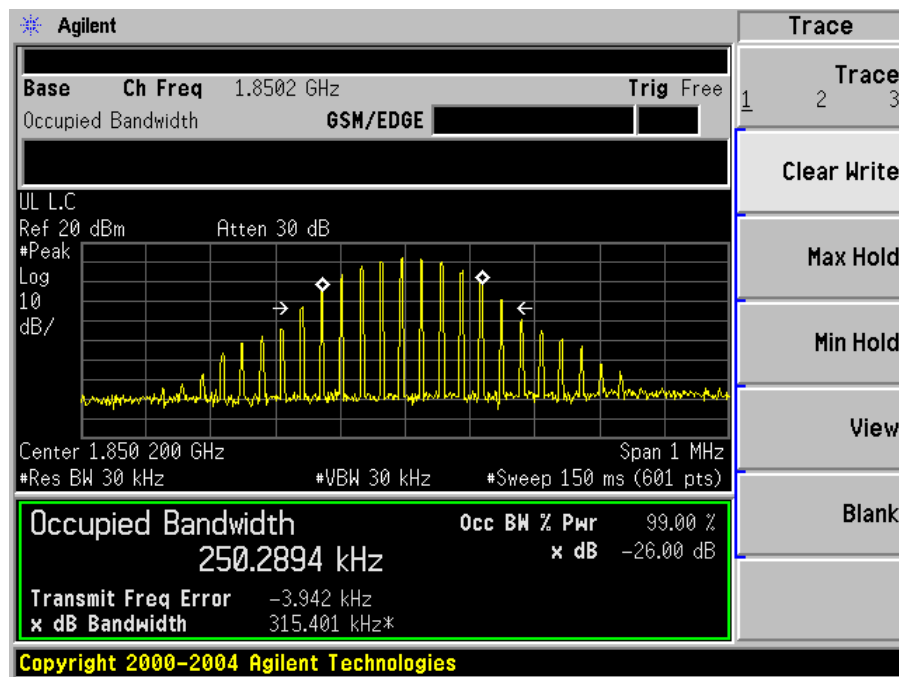 Agilent
Trace
Base Ch Freq 1.8502 GHz Trig Free
Occupied Bandwidth GSM/EDGE
UL L.C
Ref 20 dBm Atten 30 dB
#Peak
Log
10
dB/
Center 1.850 200 GHz Span 1 MHz
#Res BW 30 kHz #VBW 30 kHz #Sweep 150 ms (601 pts)
Occupied Bandwidth Occ BW % Pwr 99.00 %
250.2894 kHz x dB -26.00 dB
Transmit Freq Error -3.942 kHz
x dB Bandwidth 315.401 kHz*
Copyright 2000-2004 Agilent Technologies
Trace
1 2 3
Clear Write
Max Hold
Min Hold
View
Blank